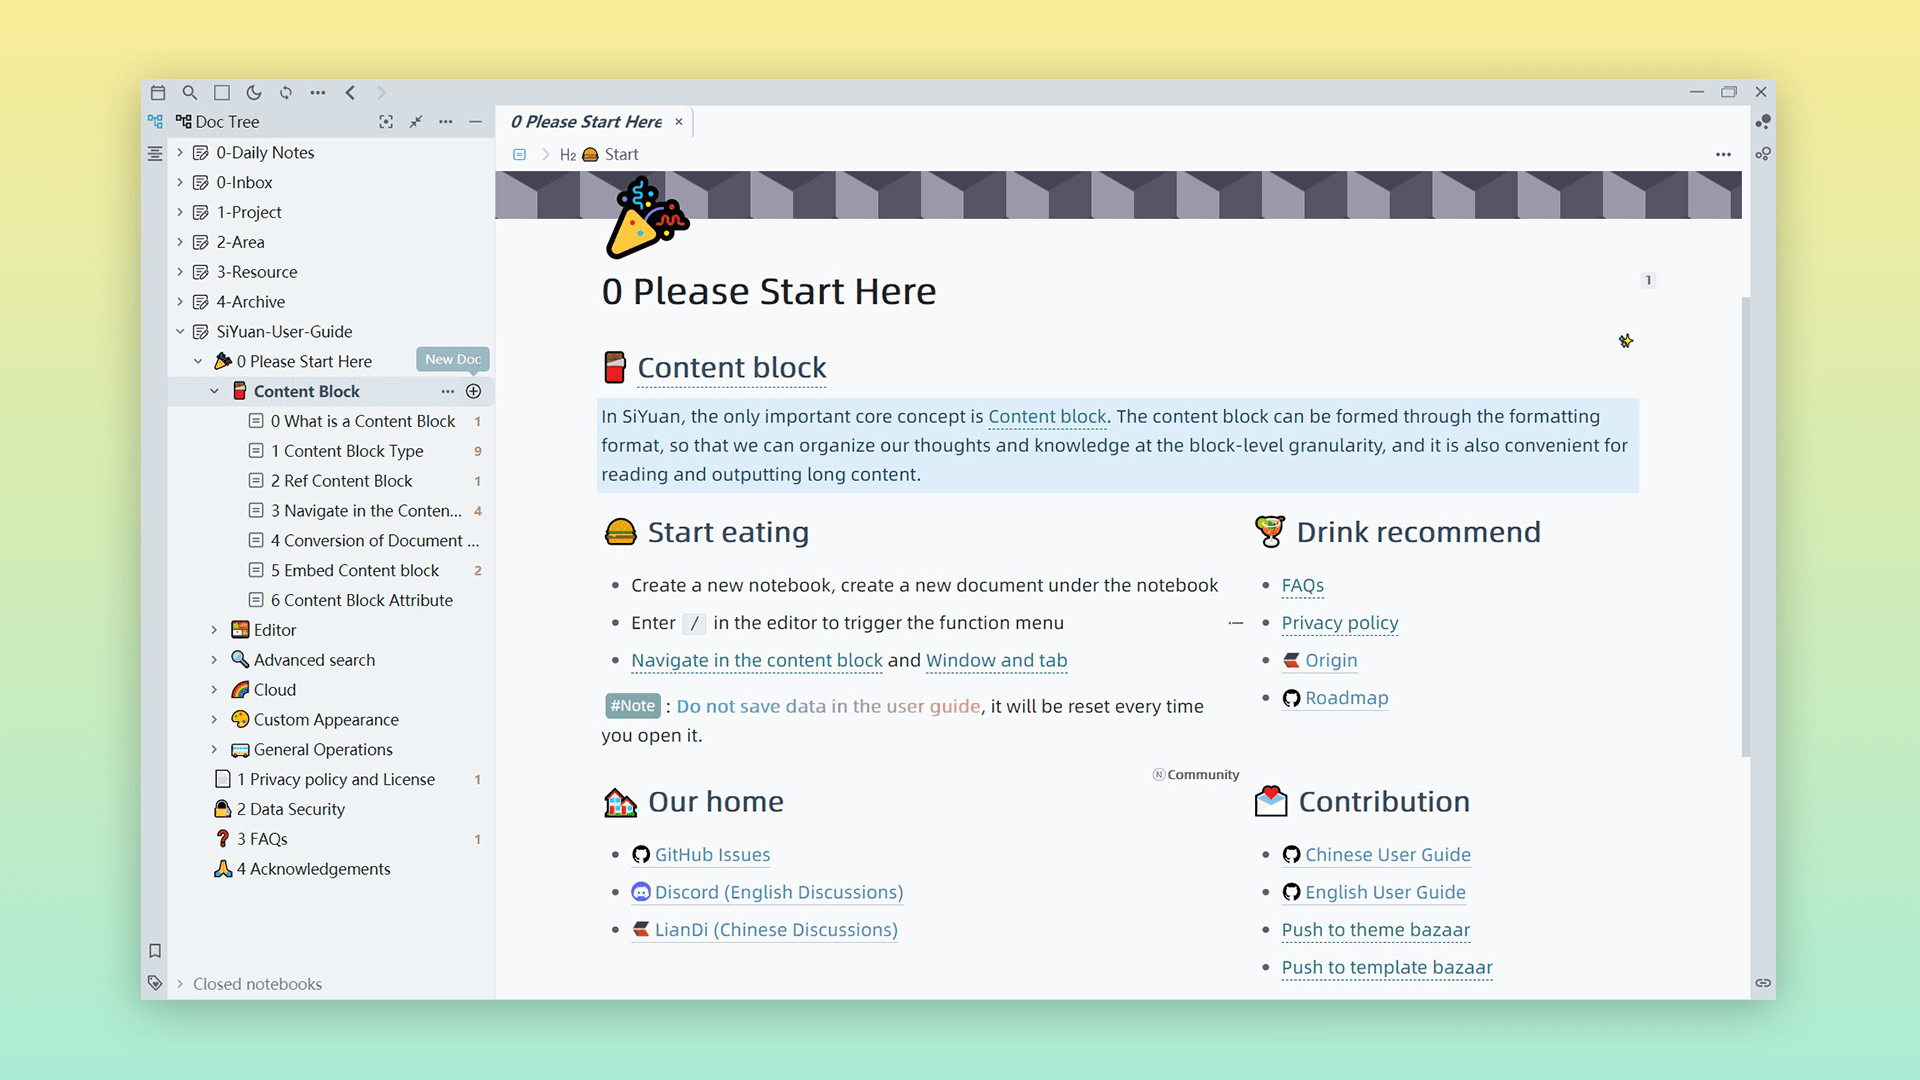 Doc Tree
0-Daily Notes
0-Inbox
1-Project
2-Area
3-Resource
4-Archive
SiYuan-User-Guide
0 Please Start Here
New Doc
Content Block
0 What is a Content Block 1
1 Content Block Type 9
2 Ref Content Block 1
3 Navigate in the Conten... 4
4 Conversion of Document ...
5 Embed Content block 2
6 Content Block Attribute
Editor
Advanced search
Cloud
Custom Appearance
General Operations
1 Privacy policy and License 1
2 Data Security
3 FAQs 1
4 Acknowledgements
Closed notebooks
0 Please Start Here
H2 Start
0 Please Start Here
1
Content block
In SiYuan, the only important core concept is Content block. The content block can be formed through the formatting
format, so that we can organize our thoughts and knowledge at the block-level granularity, and it is also convenient for
reading and outputting long content.
Start eating
Create a new notebook, create a new document under the notebook
Enter / in the editor to trigger the function menu
Navigate in the content block and Window and tab
#Note : Do not save data in the user guide, it will be reset every time
you open it.
Drink recommend
FAQs
Privacy policy
Origin
Roadmap
N Community
Our home
GitHub Issues
Discord (English Discussions)
LianDi (Chinese Discussions)
Contribution
Chinese User Guide
English User Guide
Push to theme bazaar
Push to template bazaar